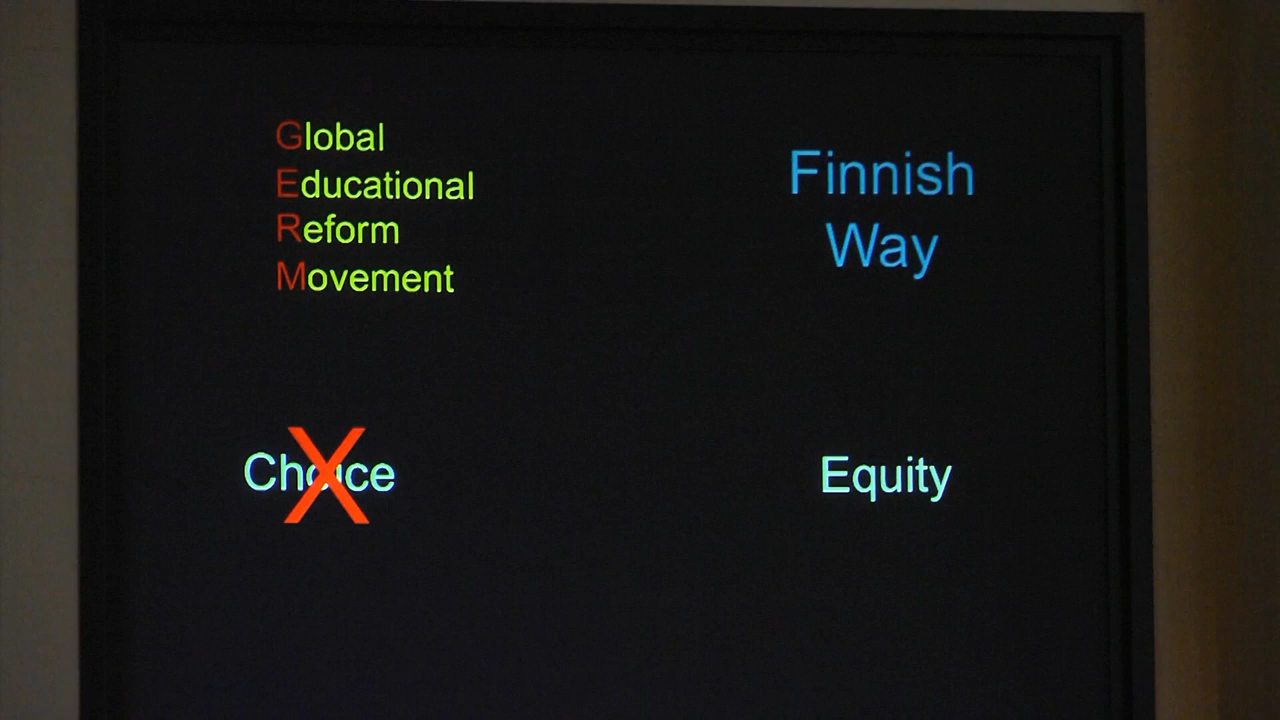 Global
Educational
Reform
Movement
Finnish
Way
Choice
Equity